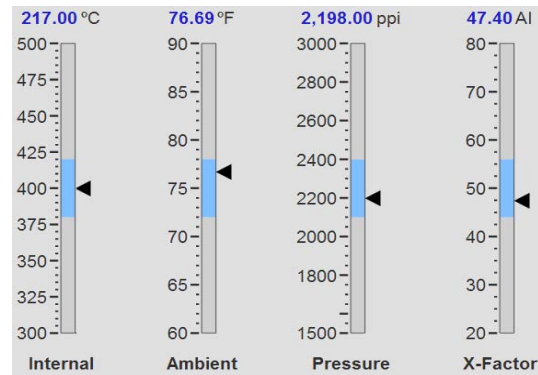 217.00 ºC 76.69 ºF 2,198.00 ppi 47.40 AI
500 90 3000 80
475 85 2800 70
450 80 2600 60
425 75 2400 50
400 70 2200 40
375 65 2000 30
350 60 1800 20
325 1500
300
Internal Ambient Pressure X-Factor